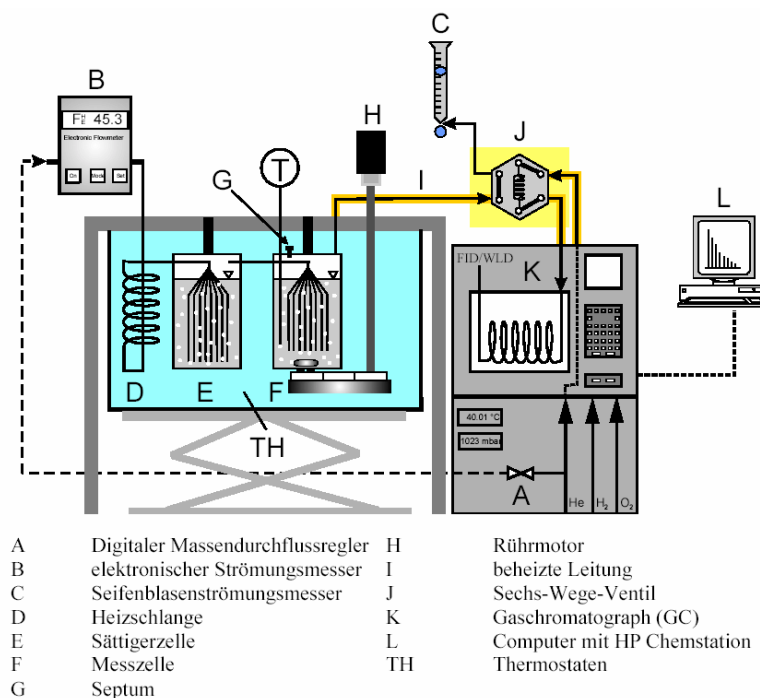 C
B
H
J
Fil 45.3
Electronic Flowmeter
On Mode Set
G
T
I
L
FID/WLD
K
D
E
F
TH
40.01 °C
1023 mbar
A
He
H2
O2
A Digitaler Massendurchflussregler H Rührmotor
B elektronischer Strömungsmesser I beheizte Leitung
C Seifenblasenströmungsmesser J Sechs-Wege-Ventil
D Heizschlange K Gaschromatograph (GC)
E Sättigerzelle L Computer mit HP Chemstation
F Messzelle TH Thermostaten
G Septum